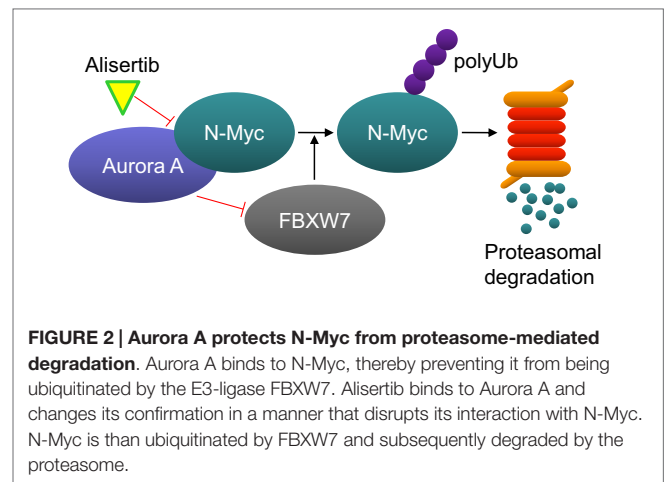 Alisertib
polyUb
N-Myc
N-Myc
Aurora A
FBXW7
Proteasomal
degradation
FIGURE 2 | Aurora A protects N-Myc from proteasome-mediated
degradation. Aurora A binds to N-Myc, thereby preventing it from being
ubiquitinated by the E3-ligase FBXW7. Alisertib binds to Aurora A and
changes its confirmation in a manner that disrupts its interaction with N-Myc.
N-Myc is than ubiquitinated by FBXW7 and subsequently degraded by the
proteasome.